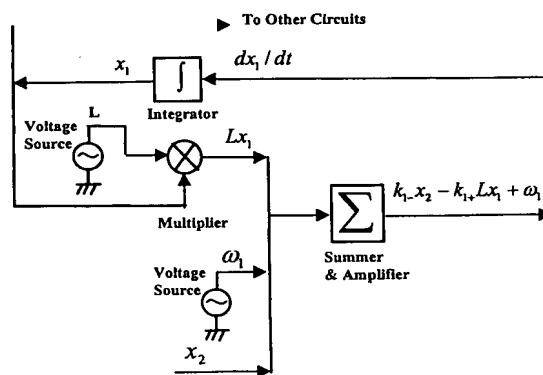 To Other Circuits
x₁
dx₁/dt
∫
Integrator
L
Voltage
Source
Lx₁
Multiplier
Σ
k₁₋x₂ − k₁₊Lx₁ + ω₁
Summer
& Amplifier
ω₁
Voltage
Source
x₂